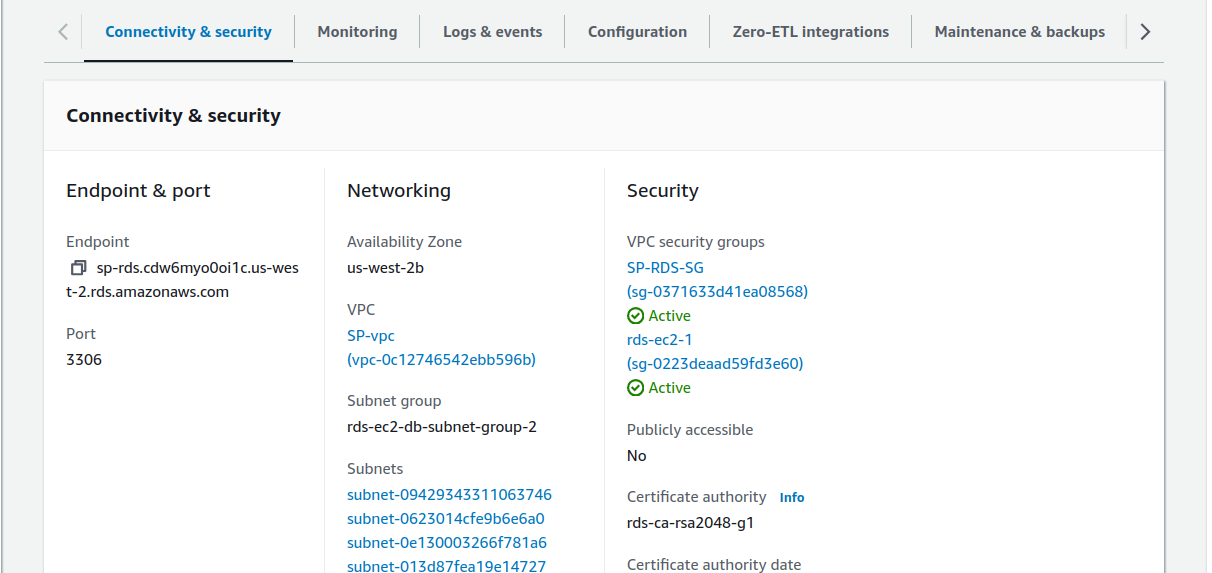 Connectivity & security
Monitoring
Logs & events
Configuration
Zero-ETL integrations
Maintenance & backups
Connectivity & security
Endpoint & port
Endpoint
sp-rds.cdw6myo0oi1c.us-wes
t-2.rds.amazonaws.com
Port
3306
Networking
Availability Zone
us-west-2b
VPC
SP-vpc
(vpc-0c12746542ebb596b)
Subnet group
rds-ec2-db-subnet-group-2
Subnets
subnet-09429343311063746
subnet-0623014cfe9b6e6a0
subnet-0e130003266f781a6
subnet-013d87fea19e14727
Security
VPC security groups
SP-RDS-SG
(sg-0371633d41ea08568)
Active
rds-ec2-1
(sg-0223deaad59fd3e60)
Active
Publicly accessible
No
Certificate authority Info
rds-ca-rsa2048-g1
Certificate authority date